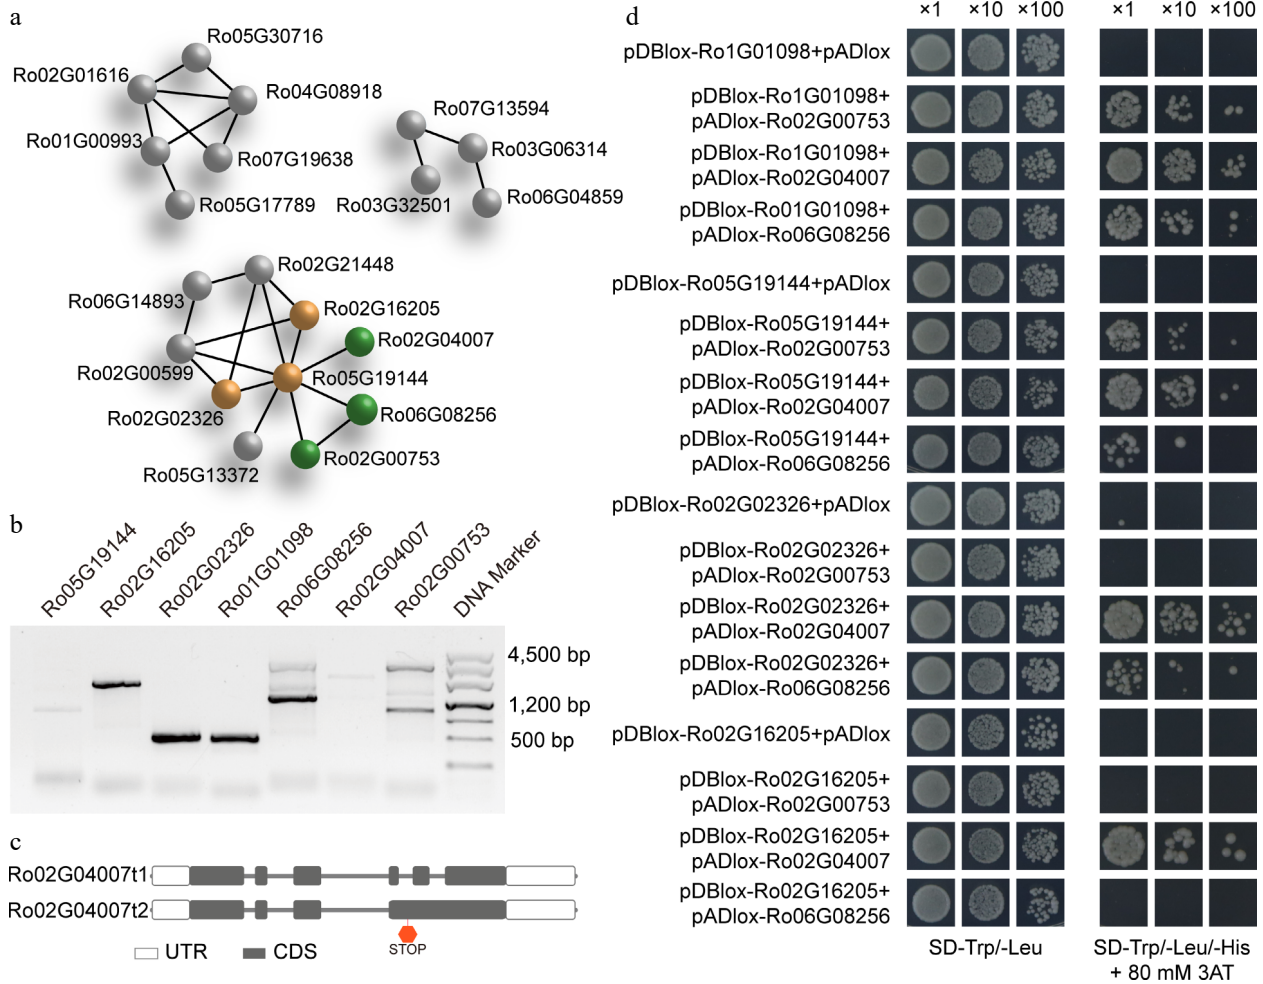 a
Ro05G30716
Ro02G01616
Ro04G08918
Ro01G00993
Ro07G19638
Ro05G17789
Ro07G13594
Ro03G06314
Ro03G32501
Ro06G04859
Ro02G21448
Ro06G14893
Ro02G16205
Ro02G04007
Ro02G00599
Ro05G19144
Ro02G02326
Ro06G08256
Ro05G13372
Ro02G00753
b
Ro05G19144
Ro02G16205
Ro02G02326
Ro01G01098
Ro06G08256
Ro02G04007
Ro02G00753
DNA Marker
4,500 bp
1,200 bp
500 bp
c
Ro02G04007t1
Ro02G04007t2
STOP
UTR
CDS
d
×1 ×10 ×100 ×1 ×10 ×100
pDBlox-Ro1G01098+pADlox
pDBlox-Ro1G01098+
pADlox-Ro02G00753
pDBlox-Ro1G01098+
pADlox-Ro02G04007
pDBlox-Ro01G01098+
pADlox-Ro06G08256
pDBlox-Ro05G19144+pADlox
pDBlox-Ro05G19144+
pADlox-Ro02G00753
pDBlox-Ro05G19144+
pADlox-Ro02G04007
pDBlox-Ro05G19144+
pADlox-Ro06G08256
pDBlox-Ro02G02326+pADlox
pDBlox-Ro02G02326+
pADlox-Ro02G00753
pDBlox-Ro02G02326+
pADlox-Ro02G04007
pDBlox-Ro02G02326+
pADlox-Ro06G08256
pDBlox-Ro02G16205+pADlox
pDBlox-Ro02G16205+
pADlox-Ro02G00753
pDBlox-Ro02G16205+
pADlox-Ro02G04007
pDBlox-Ro02G16205+
pADlox-Ro06G08256
SD-Trp/-Leu
SD-Trp/-Leu/-His
+ 80 mM 3AT